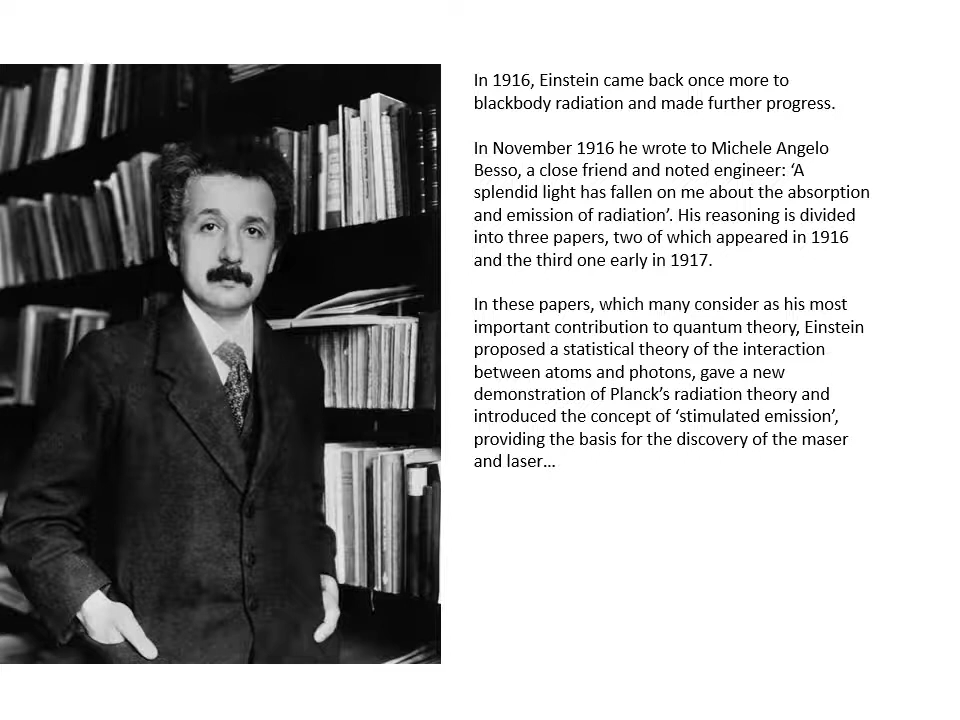 In 1916, Einstein came back once more to
blackbody radiation and made further progress.
In November 1916 he wrote to Michele Angelo
Besso, a close friend and noted engineer: ‘A
splendid light has fallen on me about the absorption
and emission of radiation’. His reasoning is divided
into three papers, two of which appeared in 1916
and the third one early in 1917.
In these papers, which many consider as his most
important contribution to quantum theory, Einstein
proposed a statistical theory of the interaction
between atoms and photons, gave a new
demonstration of Planck’s radiation theory and
introduced the concept of ‘stimulated emission’,
providing the basis for the discovery of the maser
and laser…